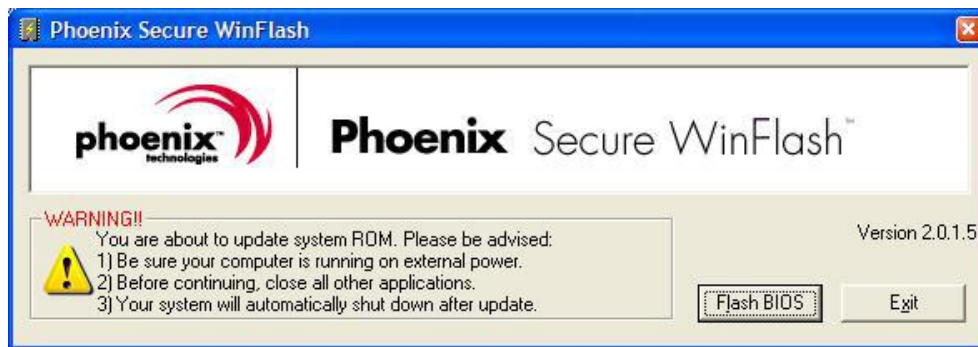 Phoenix Secure WinFlash
phoenix™
technologies
Phoenix Secure WinFlash™
WARNING!!
You are about to update system ROM. Please be advised:
1) Be sure your computer is running on external power.
2) Before continuing, close all other applications.
3) Your system will automatically shut down after update.
Version 2.0.1.5
Flash BIOS
Exit